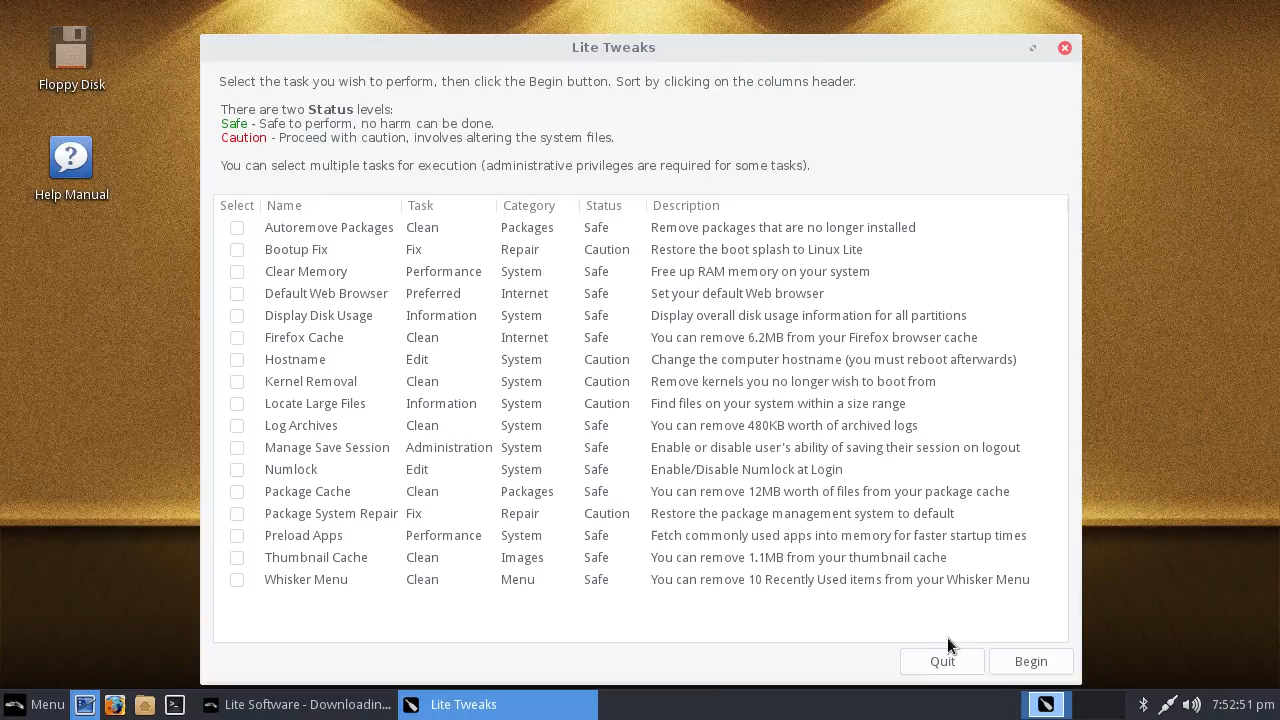 Floppy Disk
Help Manual
Lite Tweaks
Select the task you wish to perform, then click the Begin button. Sort by clicking on the columns header.
There are two Status levels:
Safe - Safe to perform, no harm can be done.
Caution - Proceed with caution, involves altering the system files.
You can select multiple tasks for execution (administrative privileges are required for some tasks).
Select Name Task Category Status Description
Autoremove Packages Clean Packages Safe Remove packages that are no longer installed
Bootup Fix Fix Repair Caution Restore the boot splash to Linux Lite
Clear Memory Performance System Safe Free up RAM memory on your system
Default Web Browser Preferred Internet Safe Set your default Web browser
Display Disk Usage Information System Safe Display overall disk usage information for all partitions
Firefox Cache Clean Internet Safe You can remove 6.2MB from your Firefox browser cache
Hostname Edit System Caution Change the computer hostname (you must reboot afterwards)
Kernel Removal Clean System Caution Remove kernels you no longer wish to boot from
Locate Large Files Information System Caution Find files on your system within a size range
Log Archives Clean System Safe You can remove 480KB worth of archived logs
Manage Save Session Administration System Safe Enable or disable user's ability of saving their session on logout
Numlock Edit System Safe Enable/Disable Numlock at Login
Package Cache Clean Packages Safe You can remove 12MB worth of files from your package cache
Package System Repair Fix Repair Caution Restore the package management system to default
Preload Apps Performance System Safe Fetch commonly used apps into memory for faster startup times
Thumbnail Cache Clean Images Safe You can remove 1.1MB from your thumbnail cache
Whisker Menu Clean Menu Safe You can remove 10 Recently Used items from your Whisker Menu
Quit Begin
Menu Lite Software - Downloadin... Lite Tweaks 7:52:51 pm